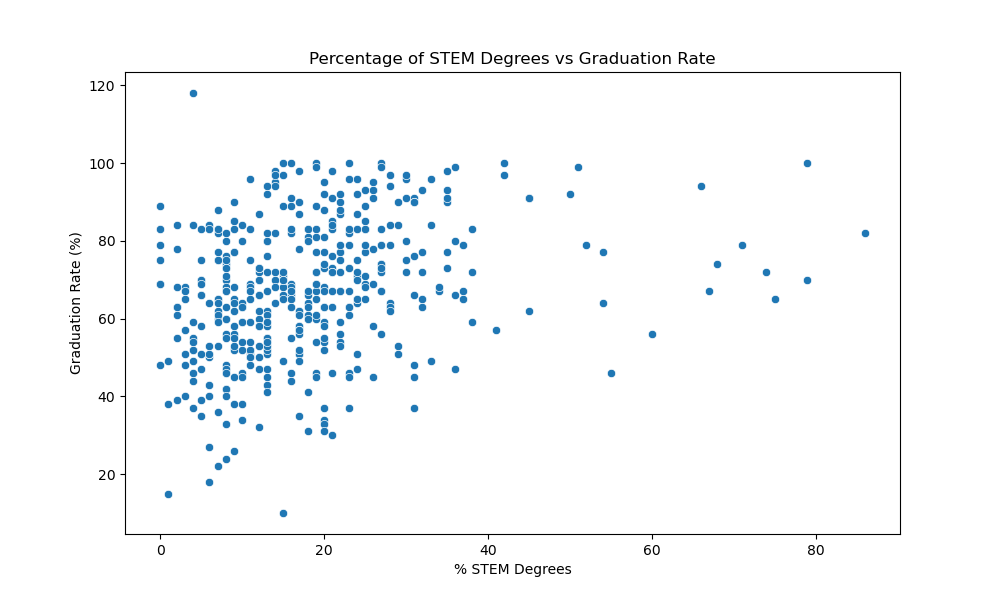 Percentage of STEM Degrees vs Graduation Rate
120
100
80
60
40
20
Graduation Rate (%)
0 20 40 60 80
% STEM Degrees